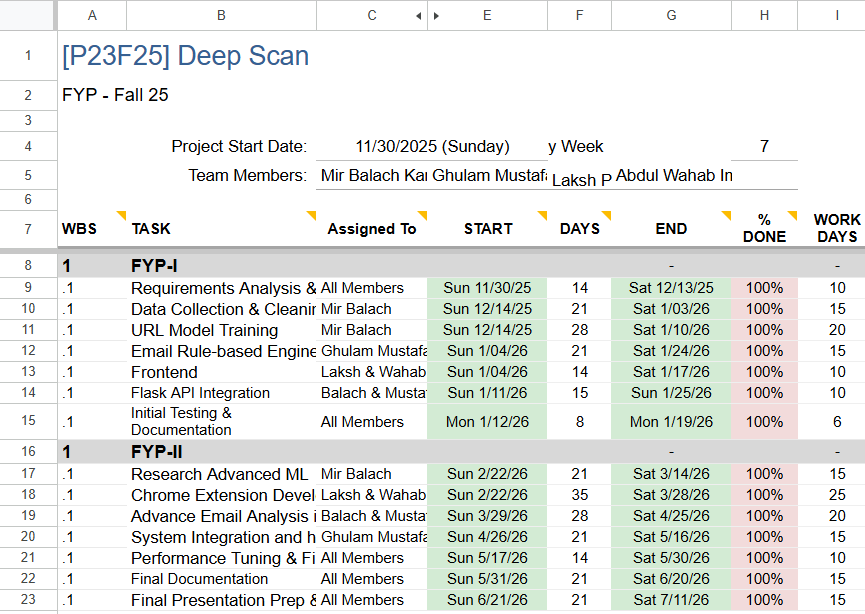 A B C E F G H I
1 [P23F25] Deep Scan
2 FYP - Fall 25
3
4 Project Start Date: 11/30/2025 (Sunday) y Week 7
5 Team Members: Mir Balach Kar Ghulam Mustafa Laksh P Abdul Wahab Im
6
7 WBS TASK Assigned To START DAYS END % DONE WORK DAYS
8 1 FYP-I - -
9 .1 Requirements Analysis & All Members Sun 11/30/25 14 Sat 12/13/25 100% 10
10 .1 Data Collection & Cleanin Mir Balach Sun 12/14/25 21 Sat 1/03/26 100% 15
11 .1 URL Model Training Mir Balach Sun 12/14/25 28 Sat 1/10/26 100% 20
12 .1 Email Rule-based Engine Ghulam Mustafa Sun 1/04/26 21 Sat 1/24/26 100% 15
13 .1 Frontend Laksh & Wahab Sun 1/04/26 14 Sat 1/17/26 100% 10
14 .1 Flask API Integration Balach & Mustaf Sun 1/11/26 15 Sun 1/25/26 100% 10
15 .1 Initial Testing & Documentation All Members Mon 1/12/26 8 Mon 1/19/26 100% 6
16 1 FYP-II - -
17 .1 Research Advanced ML Mir Balach Sun 2/22/26 21 Sat 3/14/26 100% 15
18 .1 Chrome Extension Devel Laksh & Wahab Sun 2/22/26 35 Sat 3/28/26 100% 25
19 .1 Advance Email Analysis i Balach & Mustaf Sun 3/29/26 28 Sat 4/25/26 100% 20
20 .1 System Integration and h Ghulam Mustafa Sun 4/26/26 21 Sat 5/16/26 100% 15
21 .1 Performance Tuning & Fi All Members Sun 5/17/26 14 Sat 5/30/26 100% 10
22 .1 Final Documentation All Members Sun 5/31/26 21 Sat 6/20/26 100% 15
23 .1 Final Presentation Prep & All Members Sun 6/21/26 21 Sat 7/11/26 100% 15